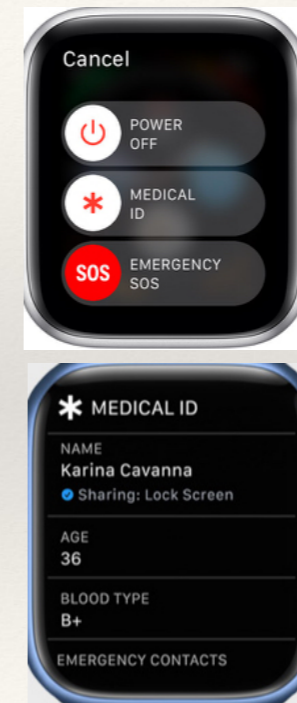 Cancel
POWER
OFF
MEDICAL
ID
SOS
EMERGENCY
SOS
MEDICAL ID
NAME
Karina Cavanna
Sharing: Lock Screen
AGE
36
BLOOD TYPE
B+
EMERGENCY CONTACTS